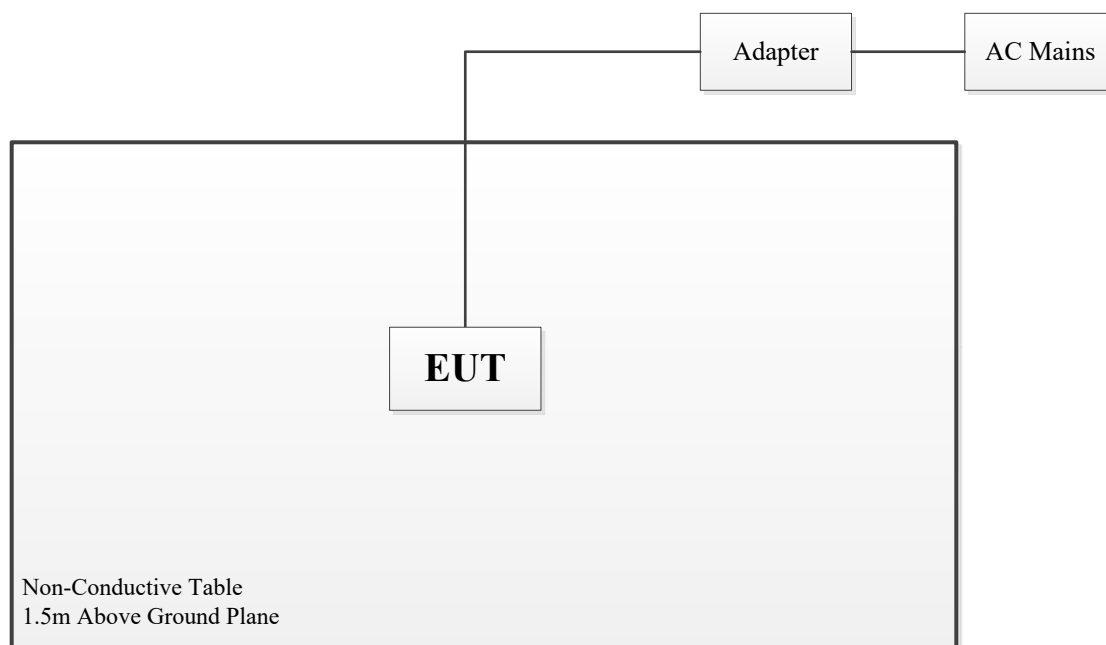 Adapter
AC Mains
EUT
Non-Conductive Table
1.5m Above Ground Plane